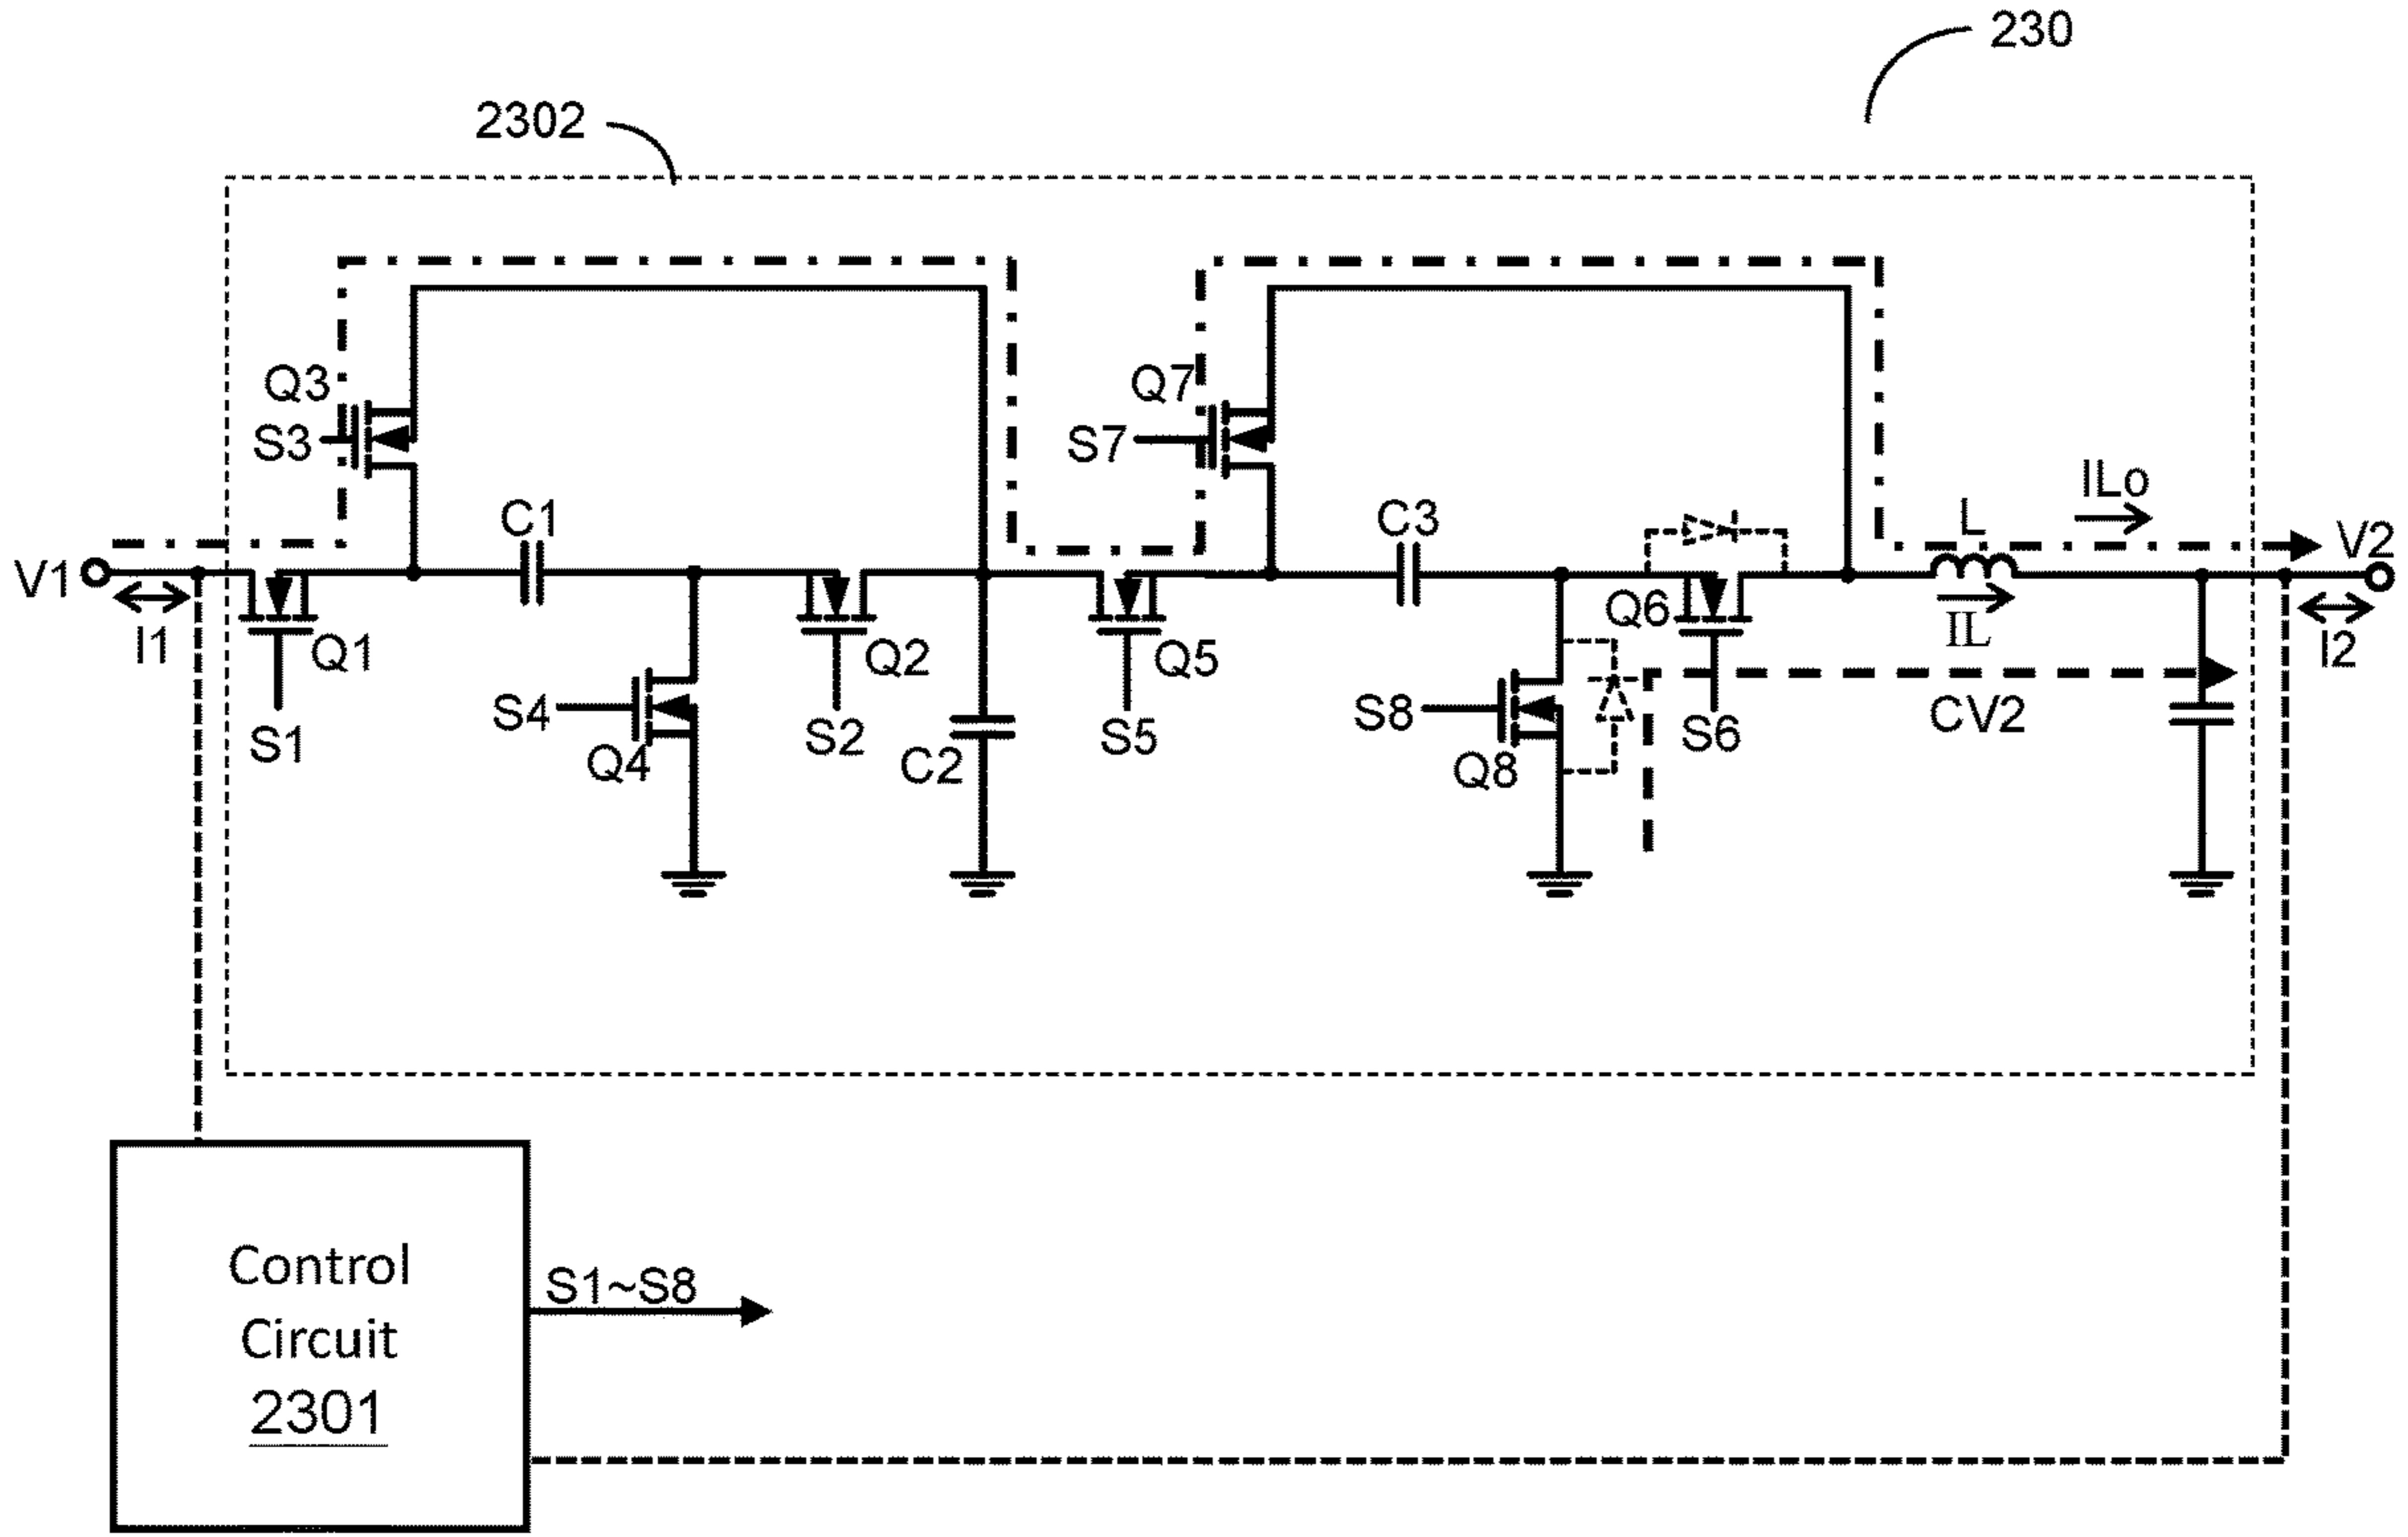 230
2302
Q3
S3
Q7
S7
C1
C3
L
ILo
V1
V2
I1
Q1
S1
S4
Q4
Q2
S2
C2
Q5
S5
S8
Q8
Q6
S6
IL
CV2
I2
Control
Circuit
2301
S1~S8